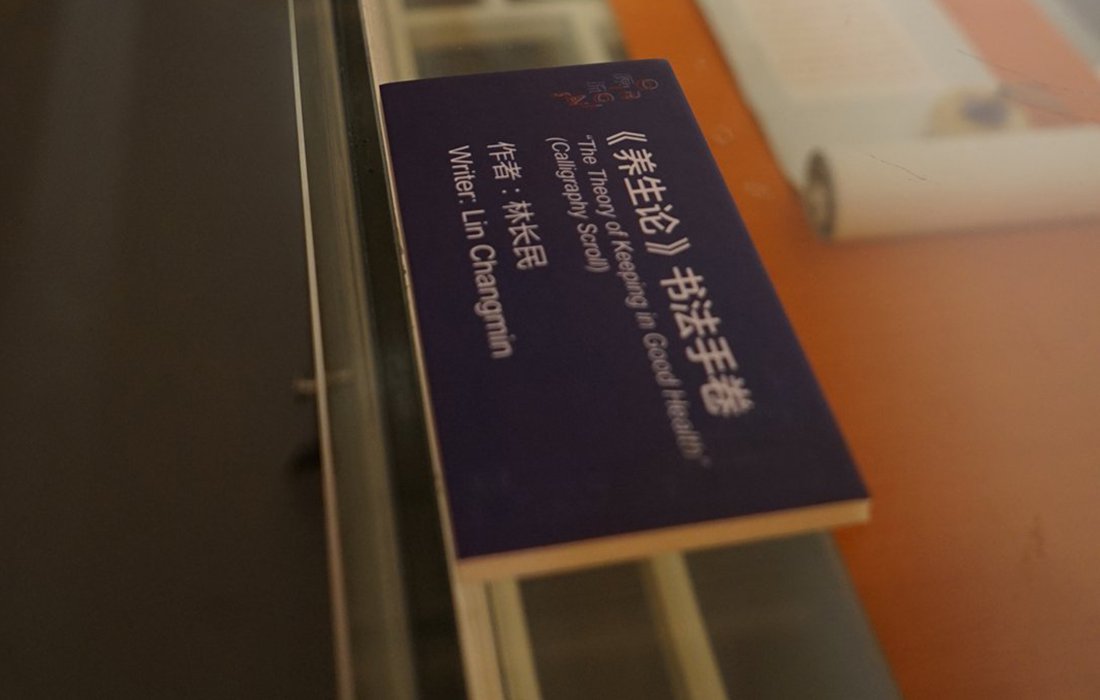 《养生论》书法手卷
"The Theory of Keeping in Good Health"
(Calligraphy Scroll)
作者：林长民
Writer: Lin Changmin